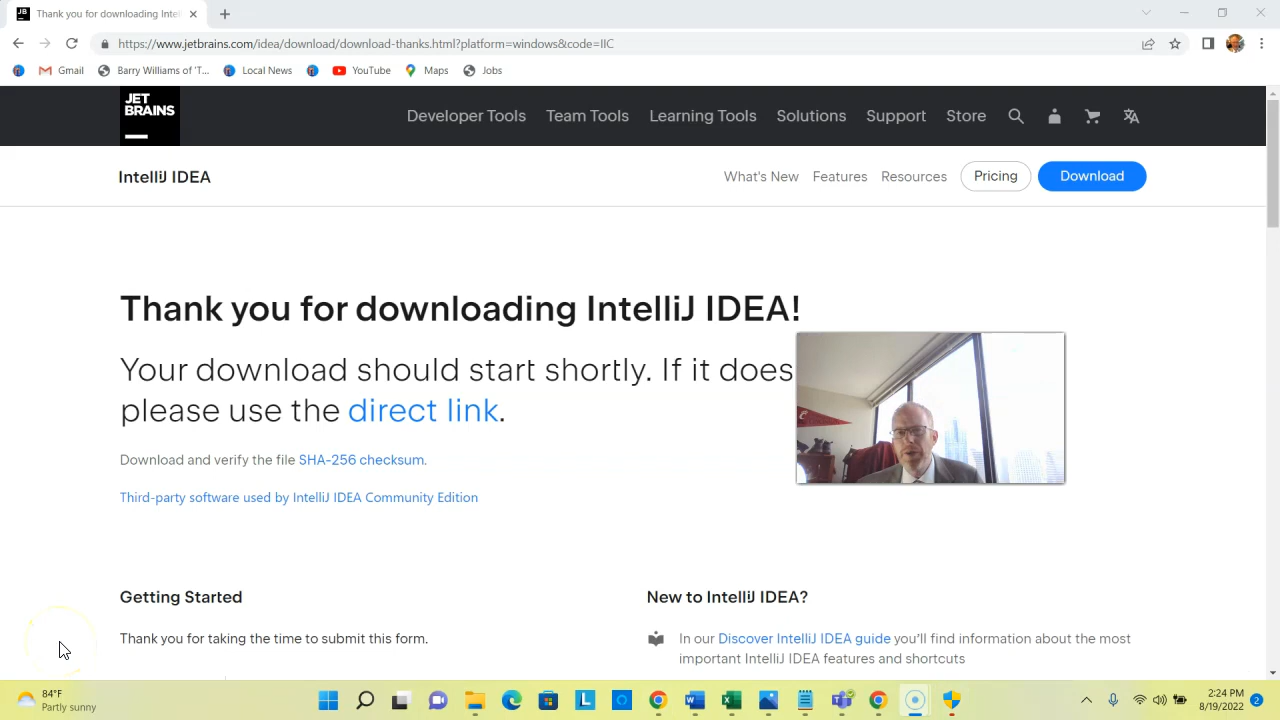 Thank you for downloading Intelli
https://www.jetbrains.com/idea/download/download-thanks.html?platform=windows&code=IIC
Gmail
Barry Williams of 'T...
Local News
YouTube
Maps
Jobs
JET
BRAINS
Developer Tools
Team Tools
Learning Tools
Solutions
Support
Store
IntelliJ IDEA
What's New
Features
Resources
Pricing
Download
Thank you for downloading IntelliJ IDEA!
Your download should start shortly. If it does
please use the direct link.
Download and verify the file SHA-256 checksum.
Third-party software used by IntelliJ IDEA Community Edition
Getting Started
New to IntelliJ IDEA?
Thank you for taking the time to submit this form.
In our Discover IntelliJ IDEA guide you'll find information about the most
important IntelliJ IDEA features and shortcuts
84°F
Partly sunny
2:24 PM
8/19/2022
2